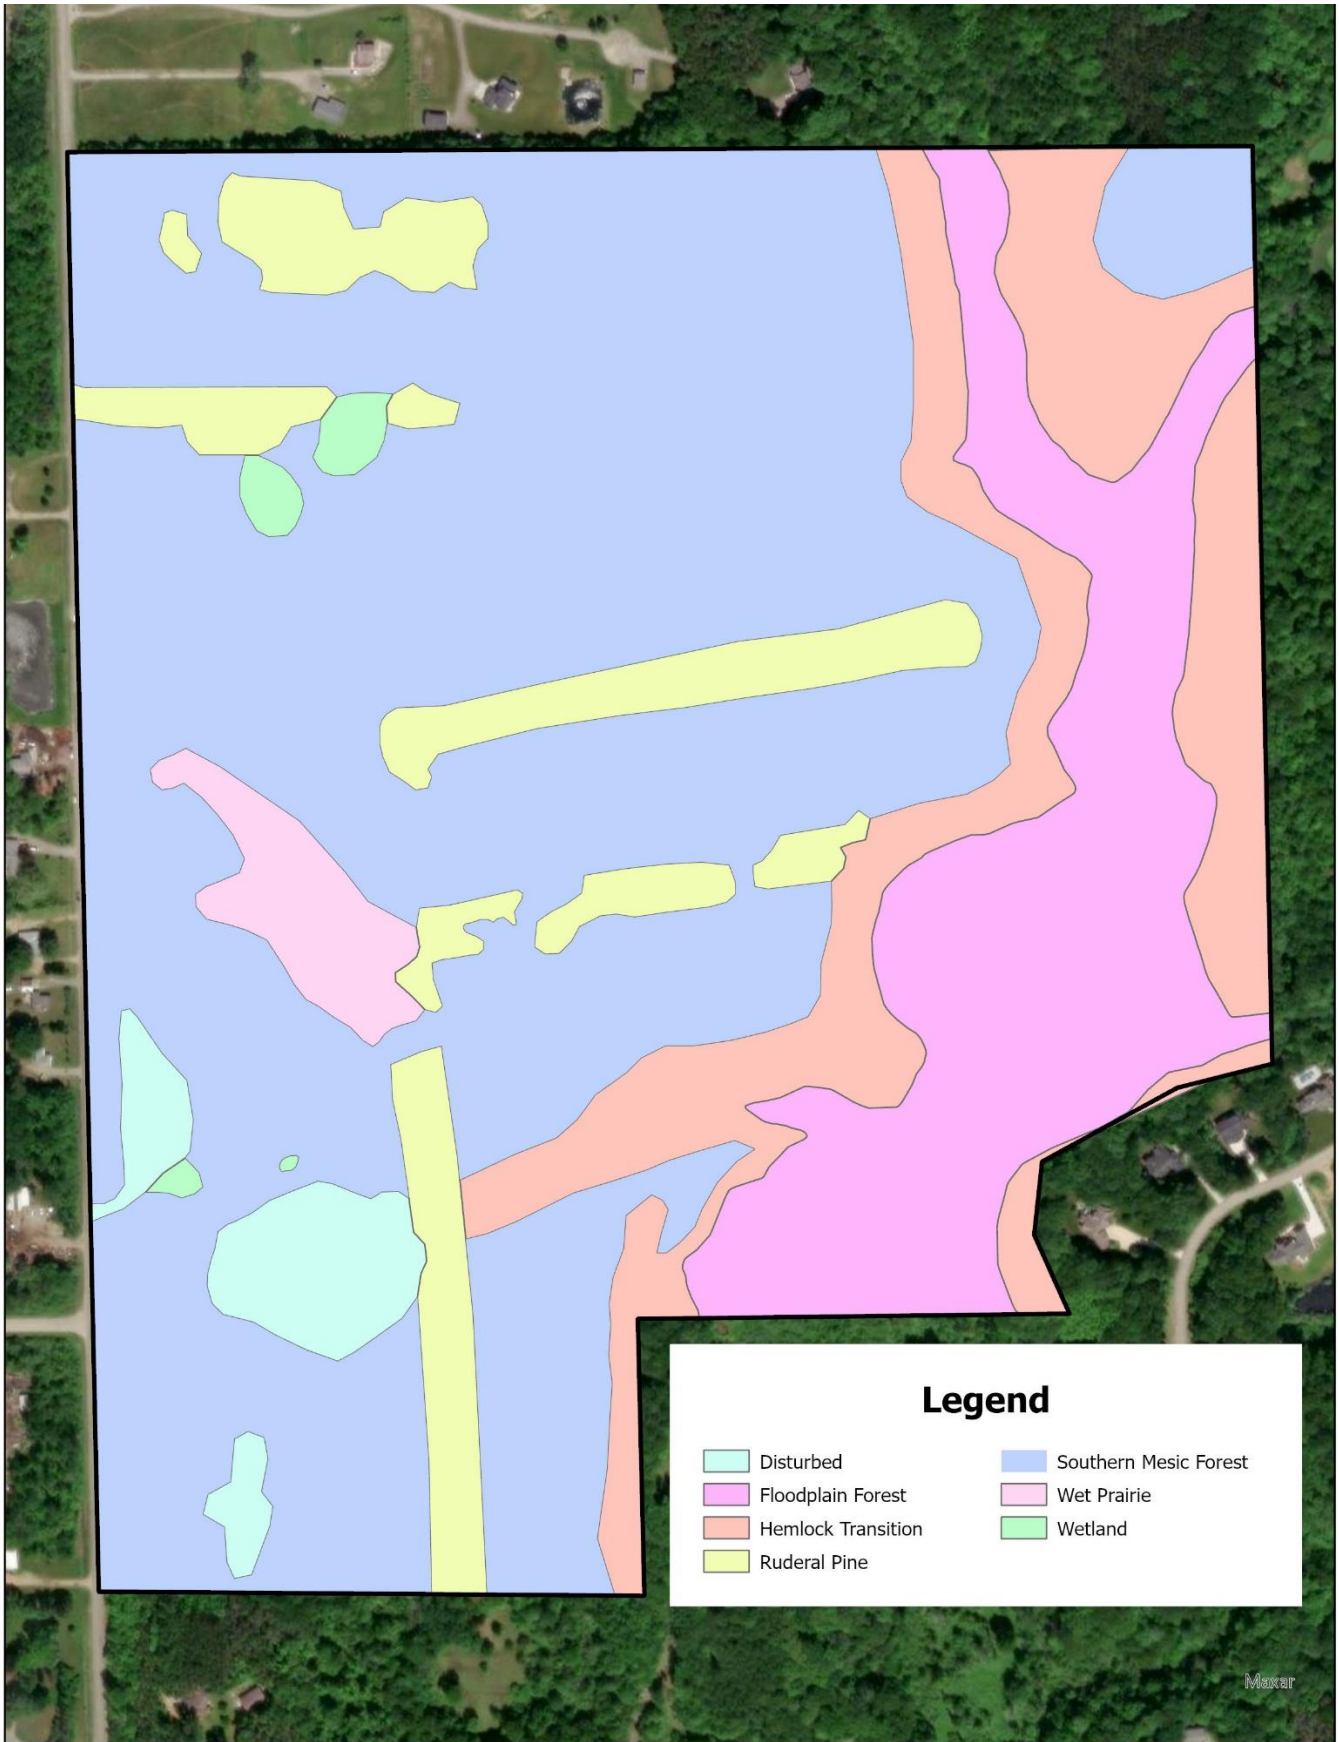 Legend
Disturbed
Floodplain Forest
Hemlock Transition
Ruderal Pine
Southern Mesic Forest
Wet Prairie
Wetland
Maxar